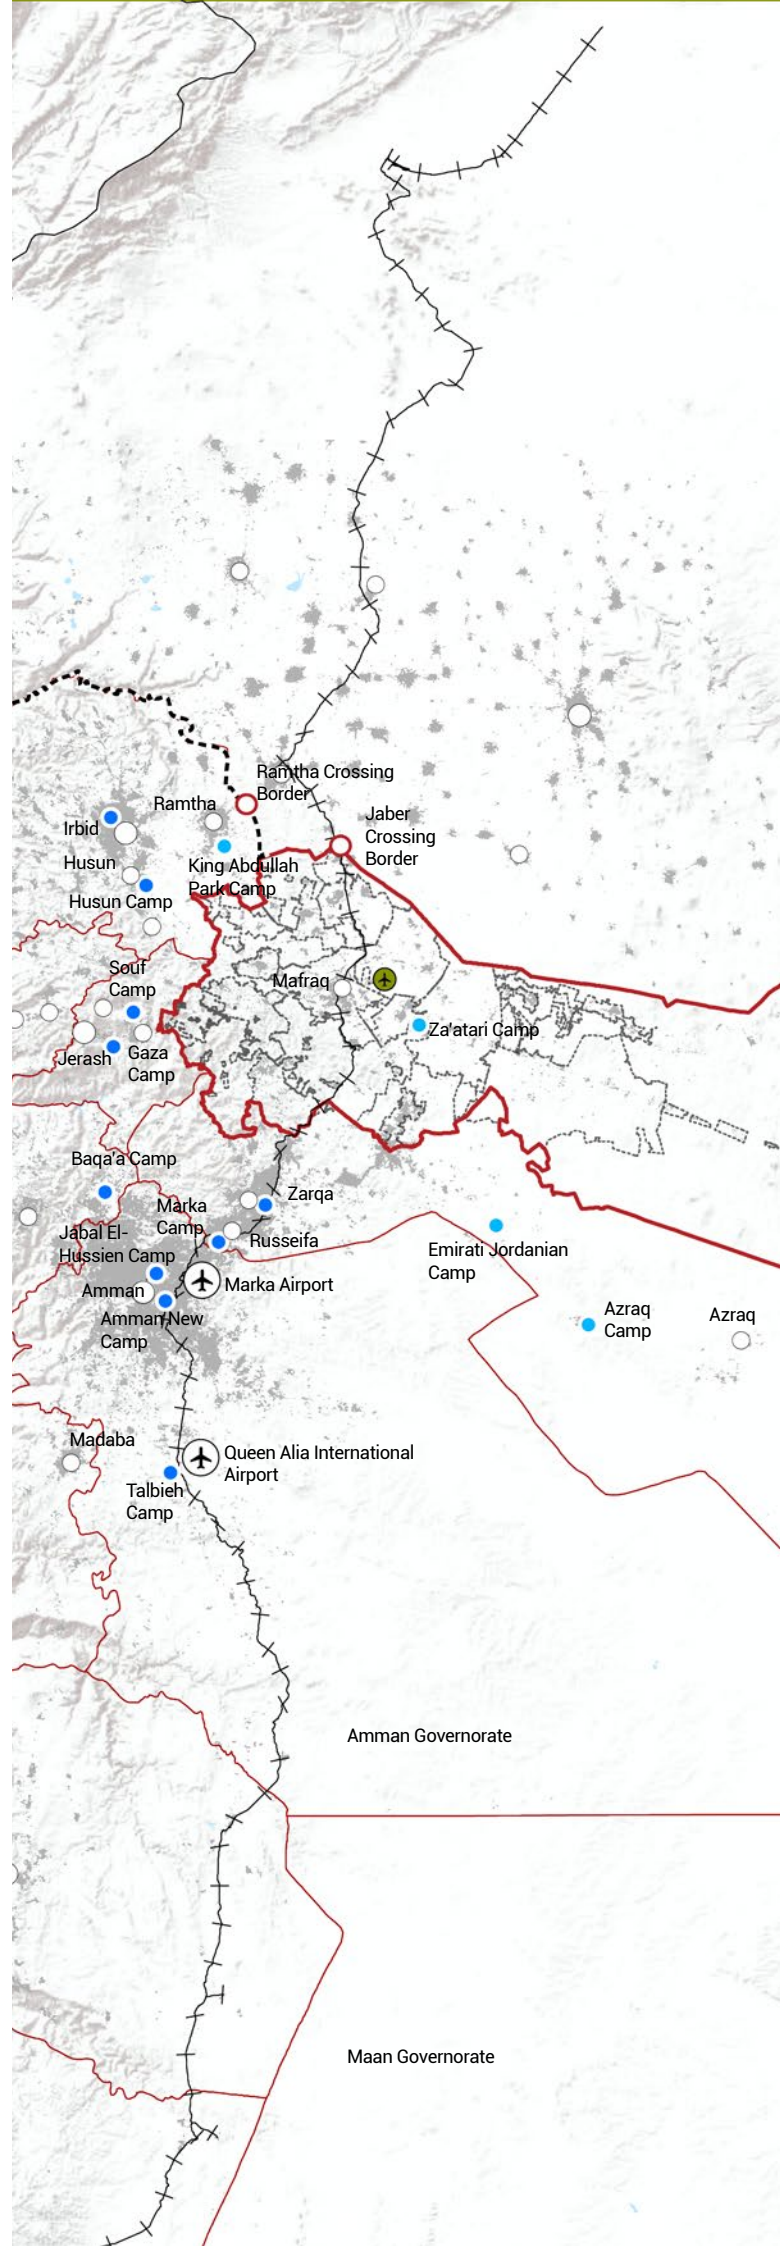 Ramtha Crossing
Border
Ramtha
Jaber
Crossing
Border
Irbid
Husun
King Abdullah
Park Camp
Husun Camp
Souf
Camp
Mafraq
Za'atari Camp
Jerash
Gaza
Camp
Baqa'a Camp
Zarqa
Marka
Camp
Russeifa
Jabal El-
Hussien Camp
Emirati Jordanian
Camp
Marka Airport
Amman
Amman New
Camp
Azraq
Camp
Azraq
Madaba
Queen Alia International
Airport
Talbieh
Camp
Amman Governorate
Maan Governorate